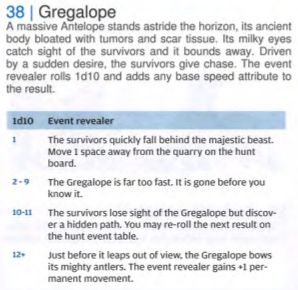 38 | Gregalope
A massive Antelope stands astride the horizon, its ancient
body bloated with tumors and scar tissue. Its milky eyes
catch sight of the survivors and it bounds away. Driven
by a sudden desire, the survivors give chase. The event
revealer rolls 1d10 and adds any base speed attribute to
the result.
1d10 Event revealer
1 The survivors quickly fall behind the majestic beast.
Move 1 space away from the quarry on the hunt
board.
2 - 9 The Gregalope is far too fast. It is gone before you
know it.
10-11 The survivors lose sight of the Gregalope but discov-
er a hidden path. You may re-roll the next result on
the hunt event table.
12+ Just before it leaps out of view, the Gregalope bows
its mighty antlers. The event revealer gains +1 per-
manent movement.